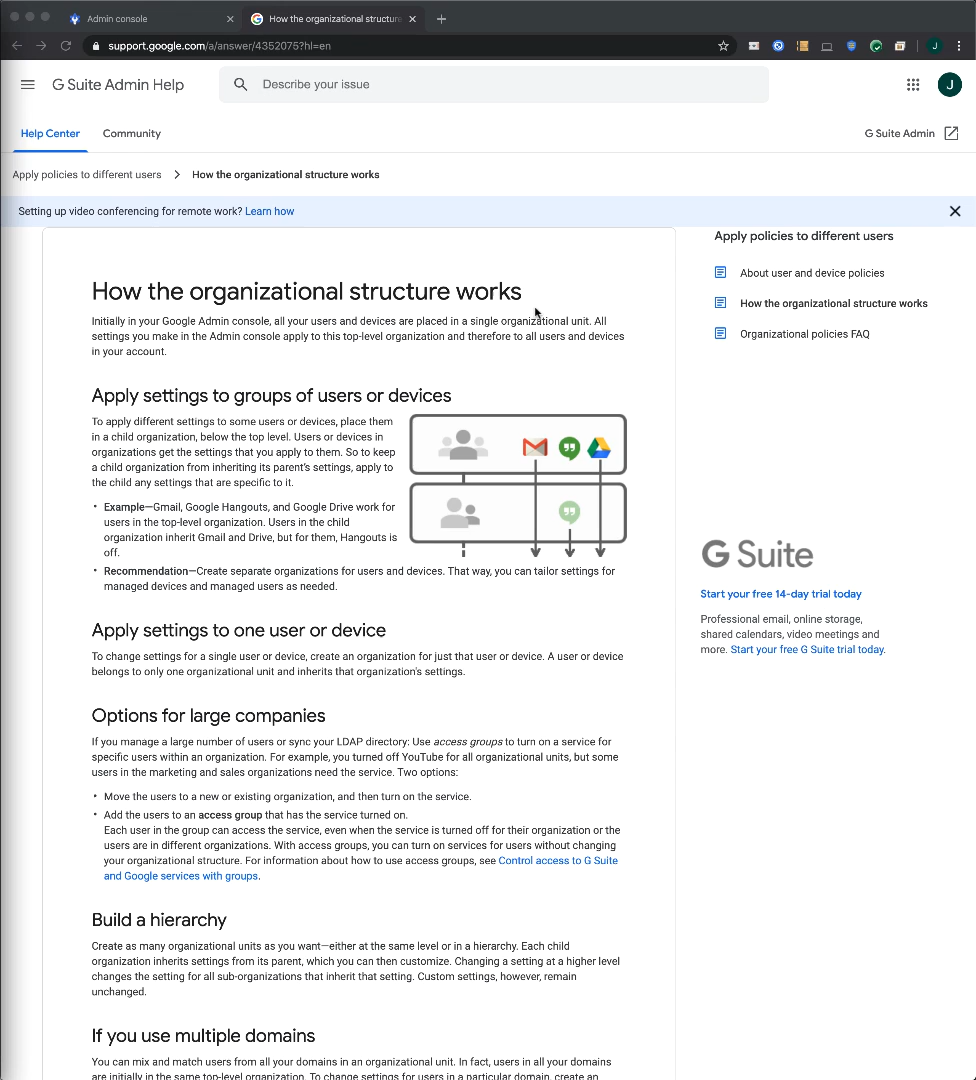 Admin console
How the organizational structure
support.google.com/a/answer/4352075?hl=en
J
G Suite Admin Help
Describe your issue
J
Help Center
Community
G Suite Admin
Apply policies to different users
How the organizational structure works
Setting up video conferencing for remote work? Learn how
How the organizational structure works
Initially in your Google Admin console, all your users and devices are placed in a single organizational unit. All
settings you make in the Admin console apply to this top-level organization and therefore to all users and devices
in your account.
Apply settings to groups of users or devices
To apply different settings to some users or devices, place them
in a child organization, below the top level. Users or devices in
organizations get the settings that you apply to them. So to keep
a child organization from inheriting its parent's settings, apply to
the child any settings that are specific to it.
• Example—Gmail, Google Hangouts, and Google Drive work for
users in the top-level organization. Users in the child
organization inherit Gmail and Drive, but for them, Hangouts is
off.
• Recommendation—Create separate organizations for users and devices. That way, you can tailor settings for
managed devices and managed users as needed.
Apply settings to one user or device
To change settings for a single user or device, create an organization for just that user or device. A user or device
belongs to only one organizational unit and inherits that organization's settings.
Options for large companies
If you manage a large number of users or sync your LDAP directory: Use access groups to turn on a service for
specific users within an organization. For example, you turned off YouTube for all organizational units, but some
users in the marketing and sales organizations need the service. Two options:
• Move the users to a new or existing organization, and then turn on the service.
• Add the users to an access group that has the service turned on.
Each user in the group can access the service, even when the service is turned off for their organization or the
users are in different organizations. With access groups, you can turn on services for users without changing
your organizational structure. For information about how to use access groups, see Control access to G Suite
and Google services with groups.
Build a hierarchy
Create as many organizational units as you want—either at the same level or in a hierarchy. Each child
organization inherits settings from its parent, which you can then customize. Changing a setting at a higher level
changes the setting for all sub-organizations that inherit that setting. Custom settings, however, remain
unchanged.
If you use multiple domains
You can mix and match users from all your domains in an organizational unit. In fact, users in all your domains
are initially in the same top-level organization. To change settings for users in a particular domain, create an
Apply policies to different users
About user and device policies
How the organizational structure works
Organizational policies FAQ
G Suite
Start your free 14-day trial today
Professional email, online storage,
shared calendars, video meetings and
more. Start your free G Suite trial today.